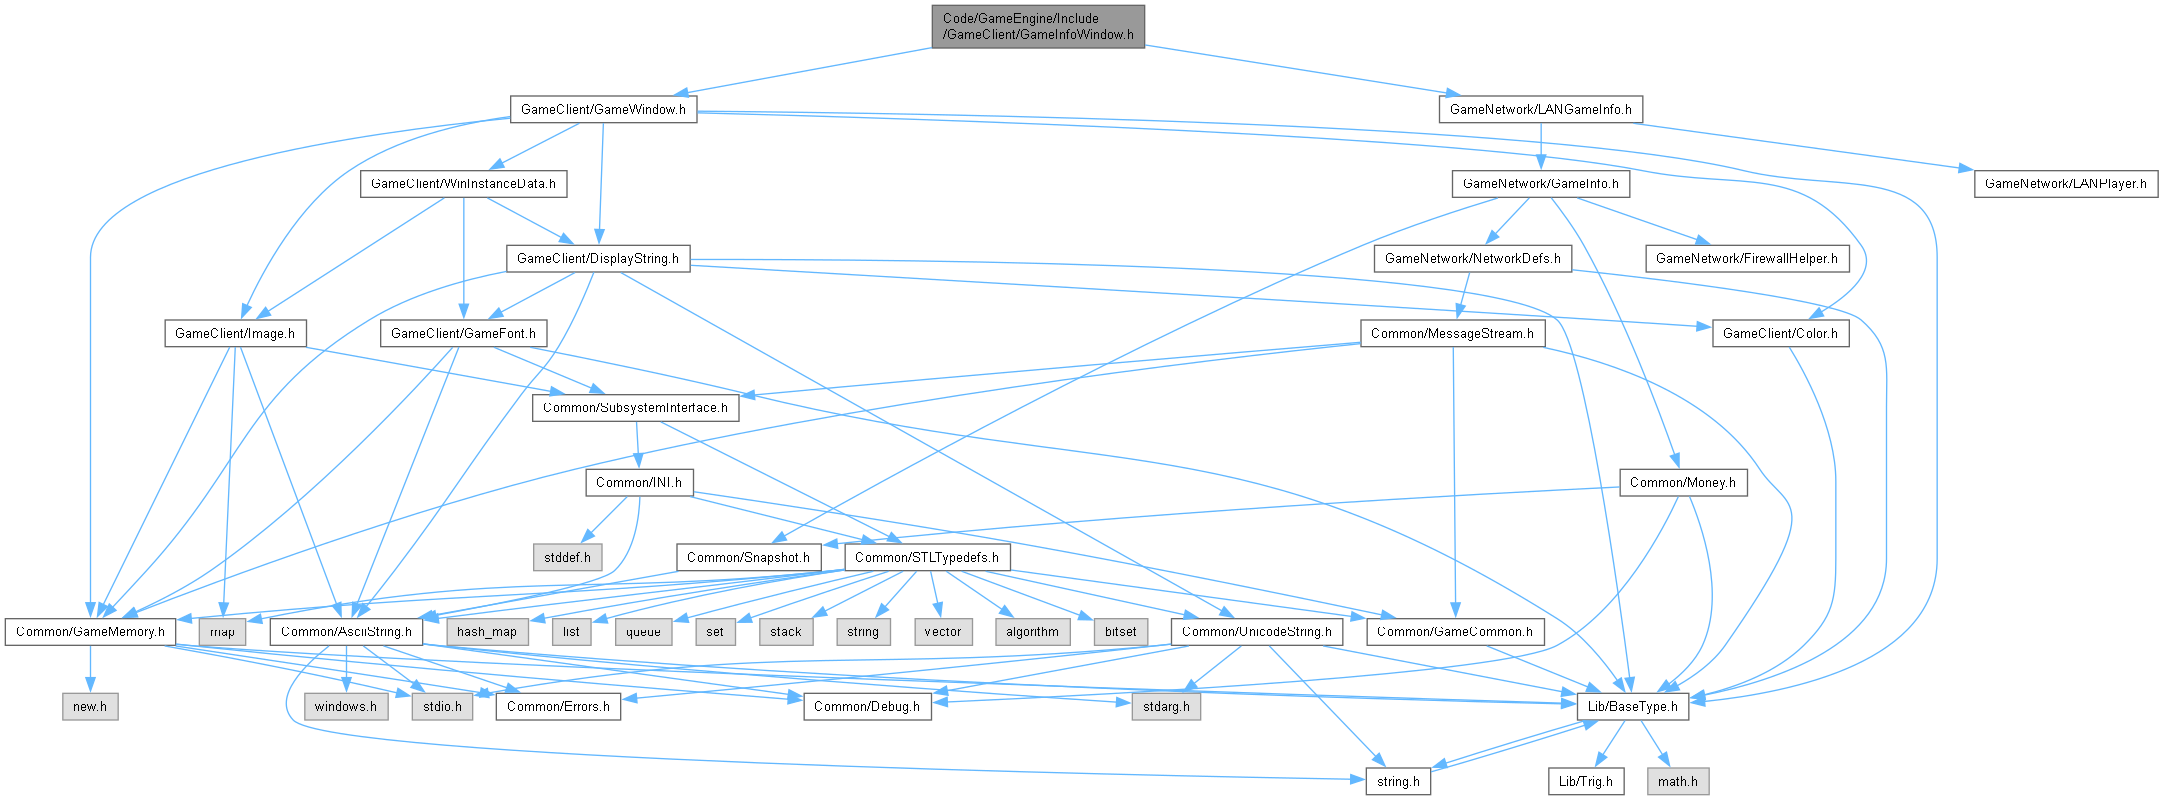 Code/GameEngine/Include
/GameClient/GameInfoWindow.h
GameClient/GameWindow.h
GameNetwork/LANGameInfo.h
GameClient/WinInstanceData.h
GameNetwork/GameInfo.h
GameNetwork/LANPlayer.h
GameClient/DisplayString.h
GameNetwork/NetworkDefs.h
GameNetwork/FirewallHelper.h
GameClient/Image.h
GameClient/GameFont.h
Common/MessageStream.h
GameClient/Color.h
Common/SubsystemInterface.h
Common/INI.h
Common/Money.h
stddef.h
Common/Snapshot.h
Common/STLTypedefs.h
Common/GameMemory.h
map
Common/AsciiString.h
hash_map
list
queue
set
stack
string
vector
algorithm
bitset
Common/UnicodeString.h
Common/GameCommon.h
new.h
windows.h
stdio.h
Common/Errors.h
Common/Debug.h
stdarg.h
Lib/BaseType.h
string.h
Lib/Trig.h
math.h